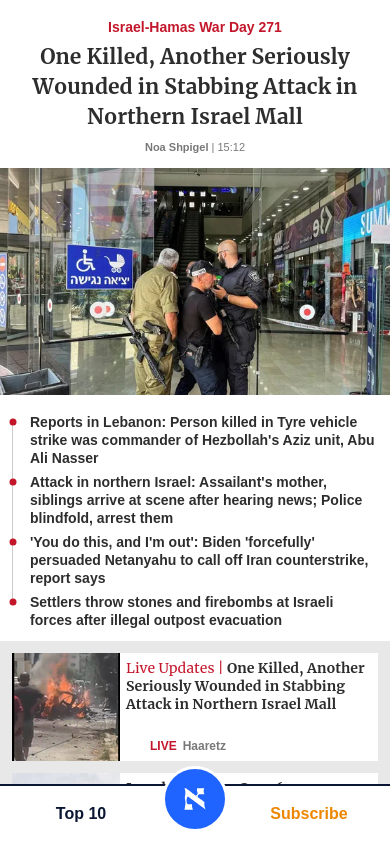 Israel-Hamas War Day 271
One Killed, Another Seriously
Wounded in Stabbing Attack in
Northern Israel Mall
Noa Shpigel | 15:12
יציאה נגישה
Reports in Lebanon: Person killed in Tyre vehicle
strike was commander of Hezbollah's Aziz unit, Abu
Ali Nasser
Attack in northern Israel: Assailant's mother,
siblings arrive at scene after hearing news; Police
blindfold, arrest them
'You do this, and I'm out': Biden 'forcefully'
persuaded Netanyahu to call off Iran counterstrike,
report says
Settlers throw stones and firebombs at Israeli
forces after illegal outpost evacuation
Live Updates | One Killed, Another
Seriously Wounded in Stabbing
Attack in Northern Israel Mall
LIVE Haaretz
Top 10
Subscribe